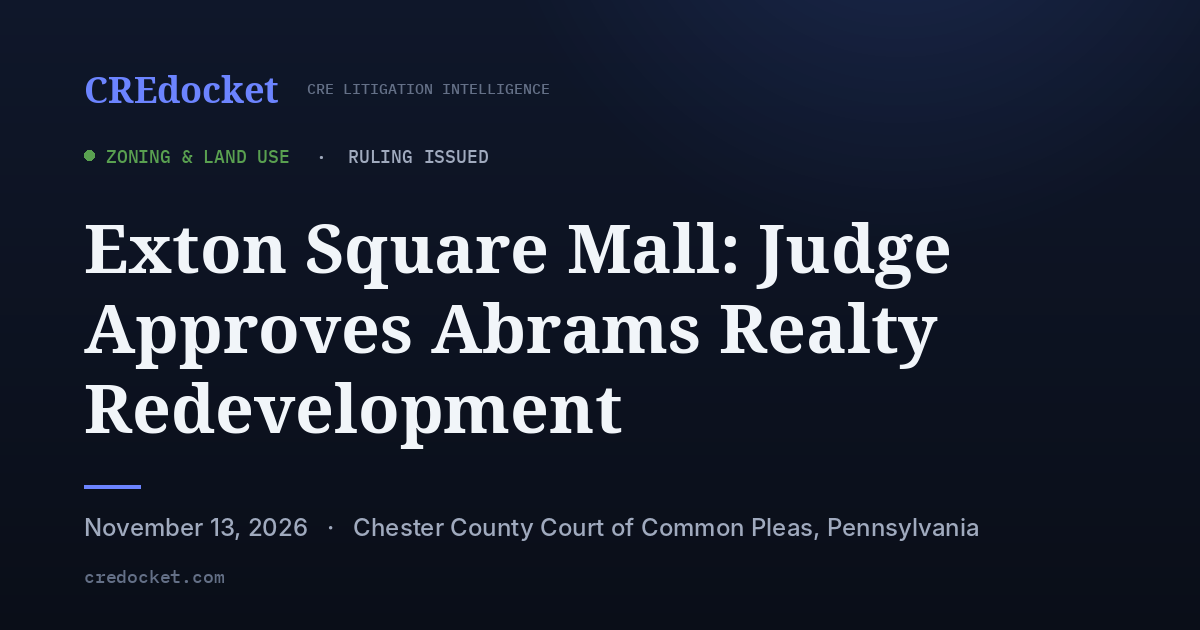 CREdocket CRE LITIGATION INTELLIGENCE
ZONING & LAND USE · RULING ISSUED
Exton Square Mall: Judge
Approves Abrams Realty
Redevelopment
November 13, 2026 · Chester County Court of Common Pleas, Pennsylvania
credocket.com